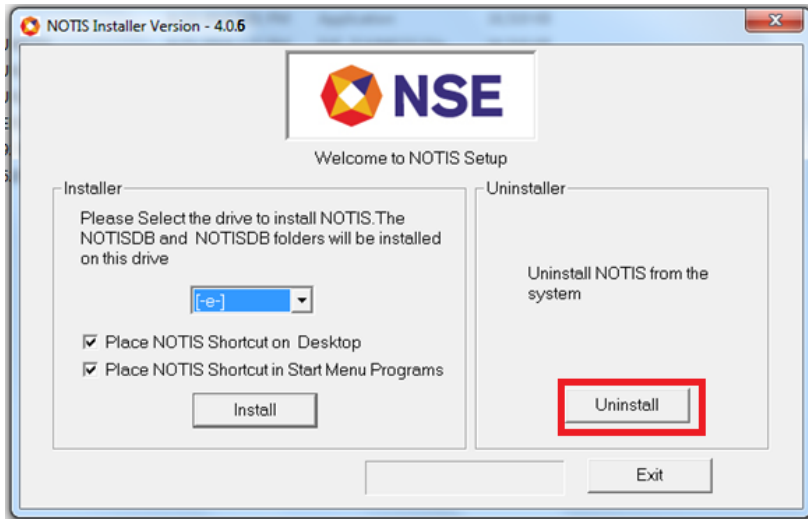 NOTIS Installer Version - 4.0.6
NSE
Welcome to NOTIS Setup
Installer
Please Select the drive to install NOTIS.The
NOTISDB and NOTISDB folders will be installed
on this drive
[-e-]
Place NOTIS Shortcut on Desktop
Place NOTIS Shortcut in Start Menu Programs
Install
Uninstaller
Uninstall NOTIS from the
system
Uninstall
Exit